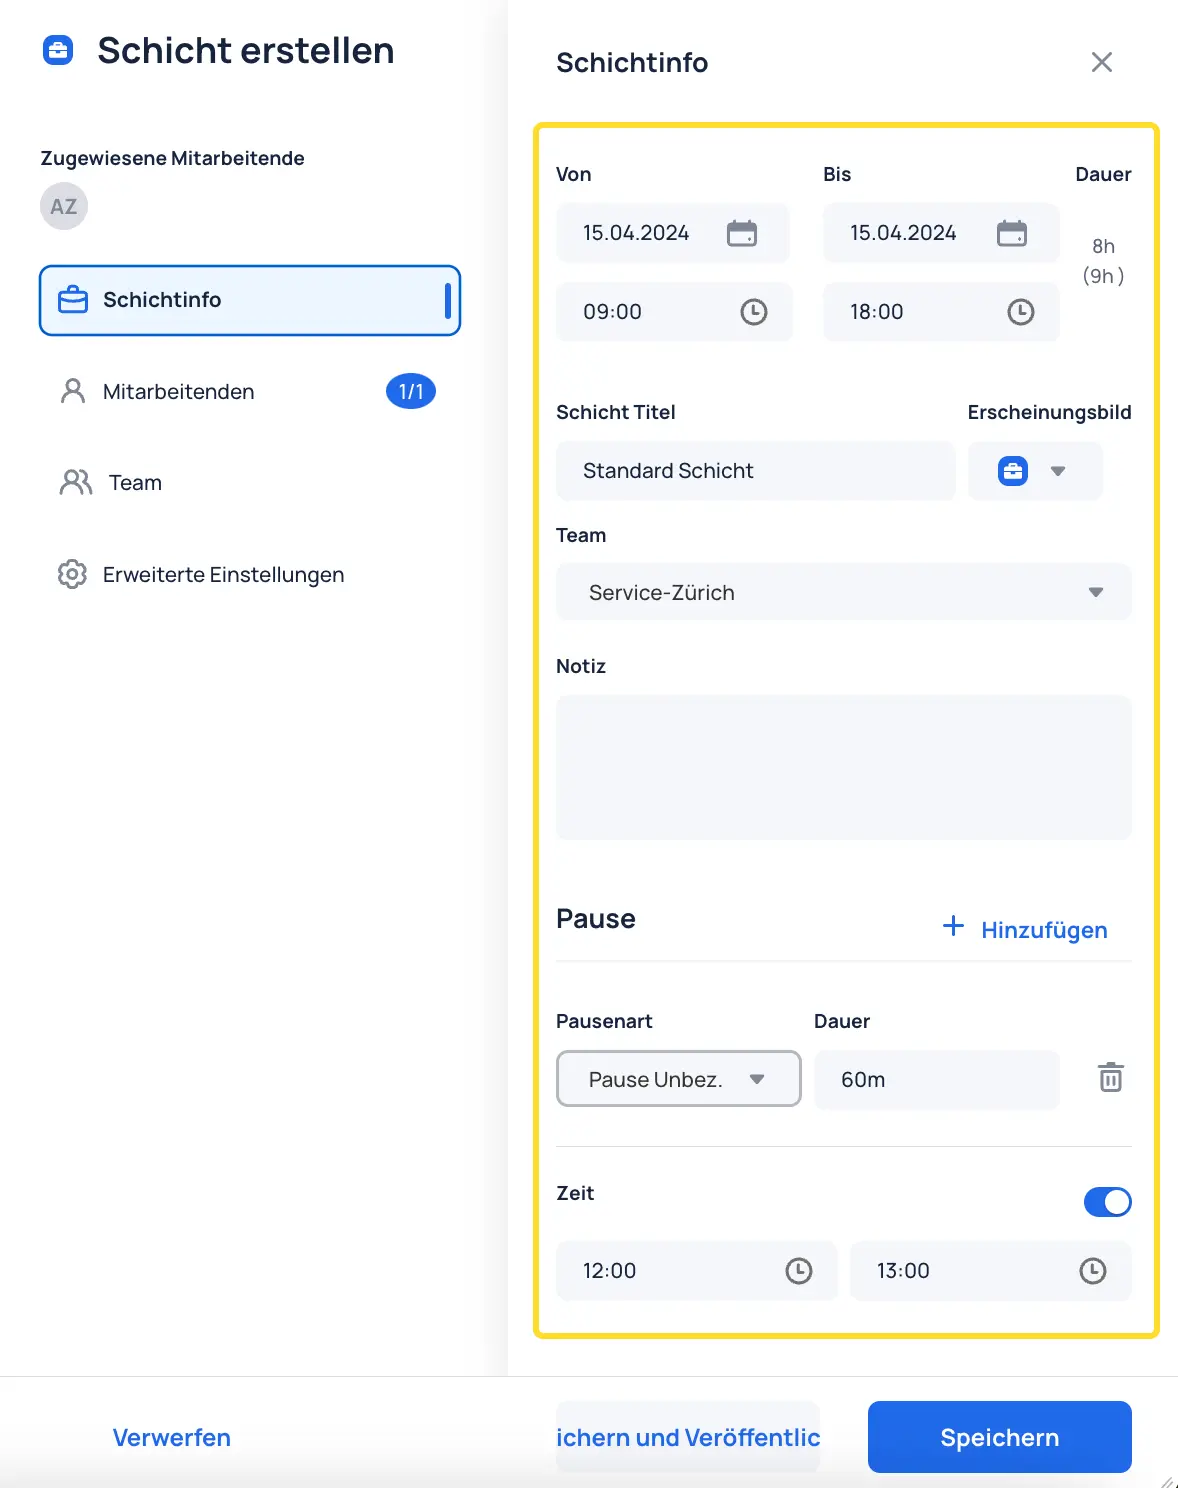 Schicht erstellen
Zugewiesene Mitarbeitende
AZ
Schichtinfo
Mitarbeitenden 1/1
Team
Erweiterte Einstellungen
Schichtinfo
Von Bis Dauer
15.04.2024 15.04.2024
8h
(9h )
09:00 18:00
Schicht Titel Erscheinungsbild
Standard Schicht
Team
Service-Zürich
Notiz
Pause
Hinzufügen
Pausenart Dauer
Pause Unbez. 60m
Zeit
12:00 13:00
Verwerfen ichern und Veröffentlic Speichern